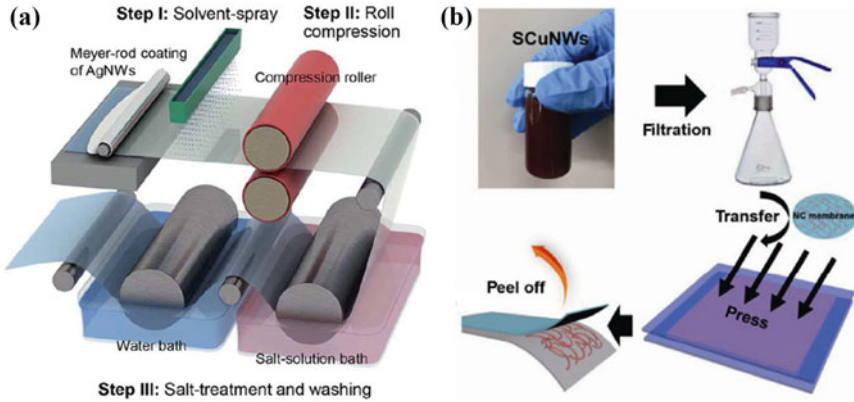 (a)
Step I: Solvent-spray
Step II: Roll
compression
Meyer-rod coating
of AgNWs
Compression roller
Water bath
Salt-solution bath
Step III: Salt-treatment and washing
(b)
SCuNWs
Filtration
Transfer
NC membrane
Press
Peel off